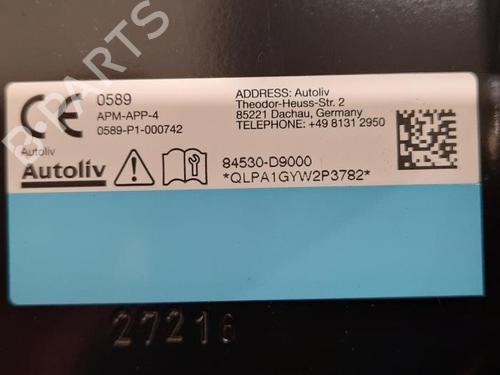 B-PARTS
CE 0589
APM-APP-4
0589-P1-000742
ADDRESS: Autoliv
Theodor-Heuss-Str. 2
85221 Dachau, Germany
TELEPHONE: +49 8131 2950
Autoliv
Autoliv
84530-D9000
*QLPA1GYW2P3782*
27216